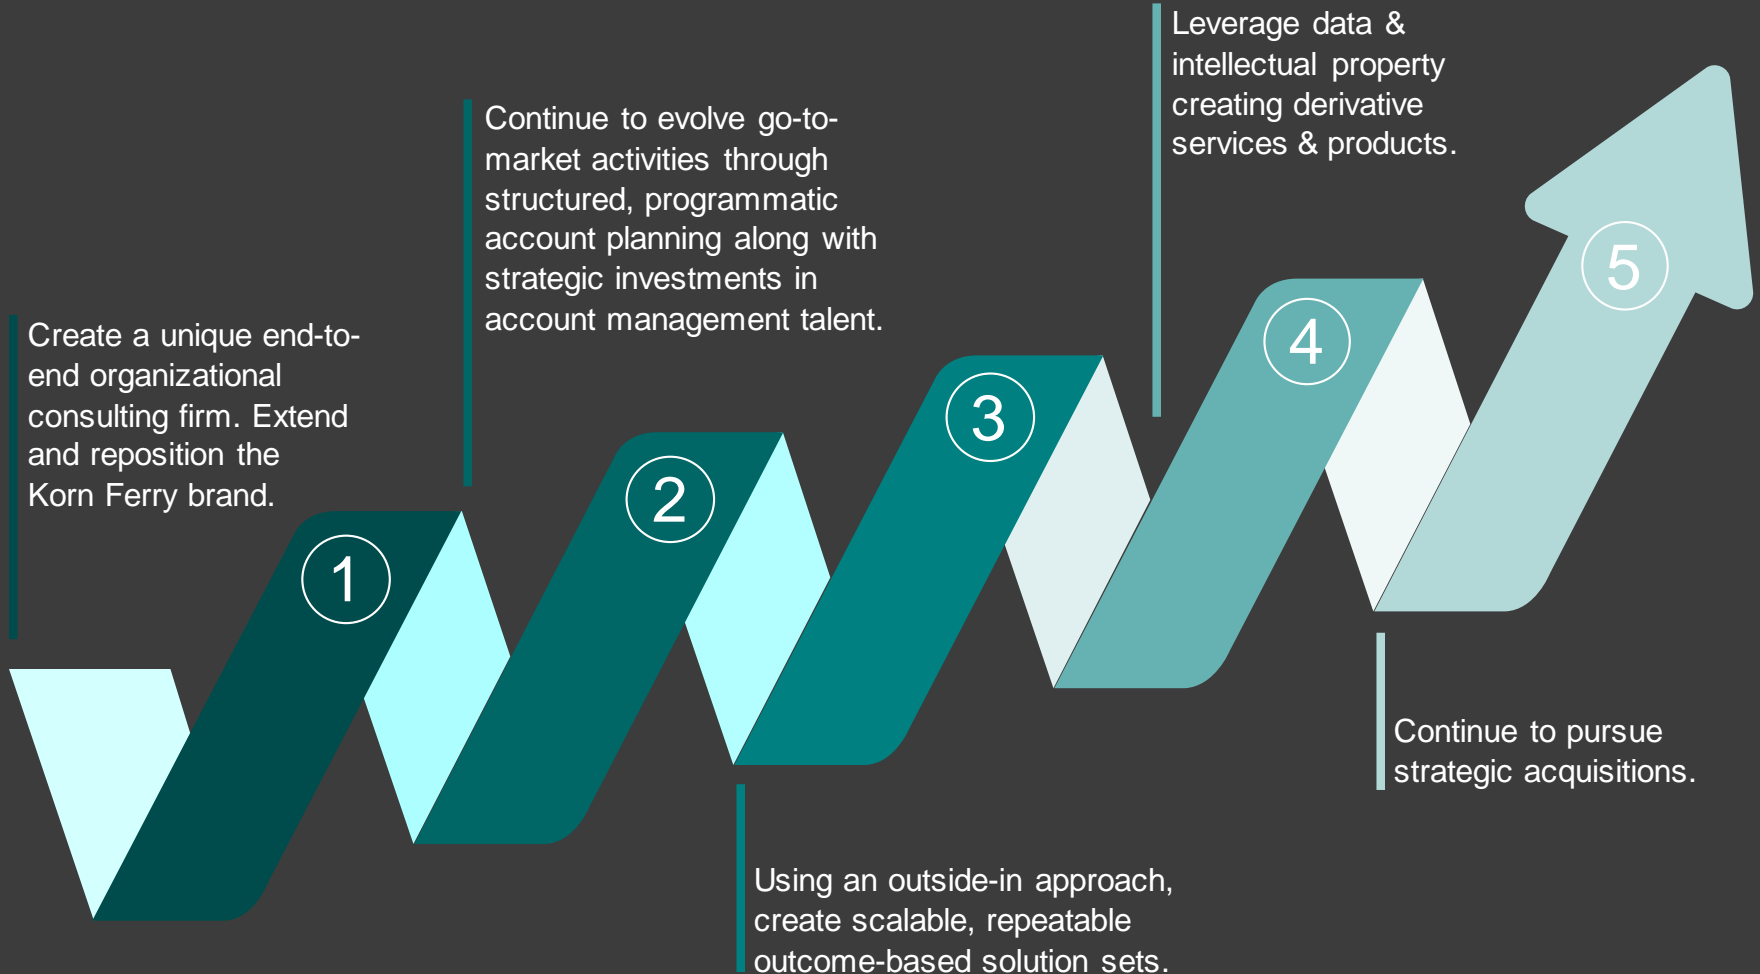 Create a unique end-to-
end organizational
consulting firm. Extend
and reposition the
Korn Ferry brand.
1
Continue to evolve go-to-
market activities through
structured, programmatic
account planning along with
strategic investments in
account management talent.
2
Using an outside-in approach,
create scalable, repeatable
outcome-based solution sets.
3
Leverage data &
intellectual property
creating derivative
services & products.
4
Continue to pursue
strategic acquisitions.
5